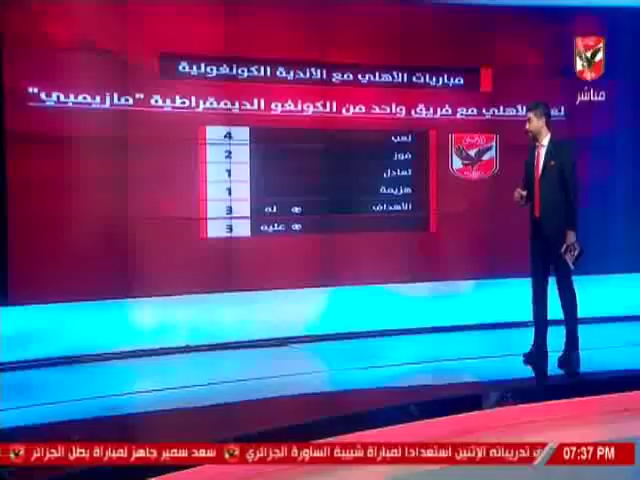 مباشر
مباريات الأهلي مع الأندية الكونغولية
الأهلي مع فريق واحد من الكونغو الديمقراطية "مازيمبي"
لعب 4
فوز 2
تعادل 1
هزيمة 1
الأهداف له 3
عليه 3
تدريباته الإثنين استعدادا لمباراة شبيبة الساورة الجزائري سعد سمير جاهز لمباراة بطل الجزائر
07:37 PM